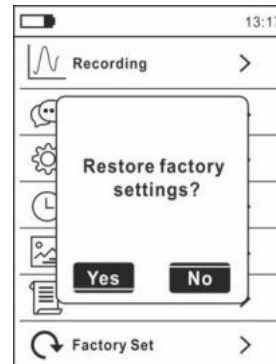 13:17
Recording
Restore factory
settings?
Yes
No
Factory Set